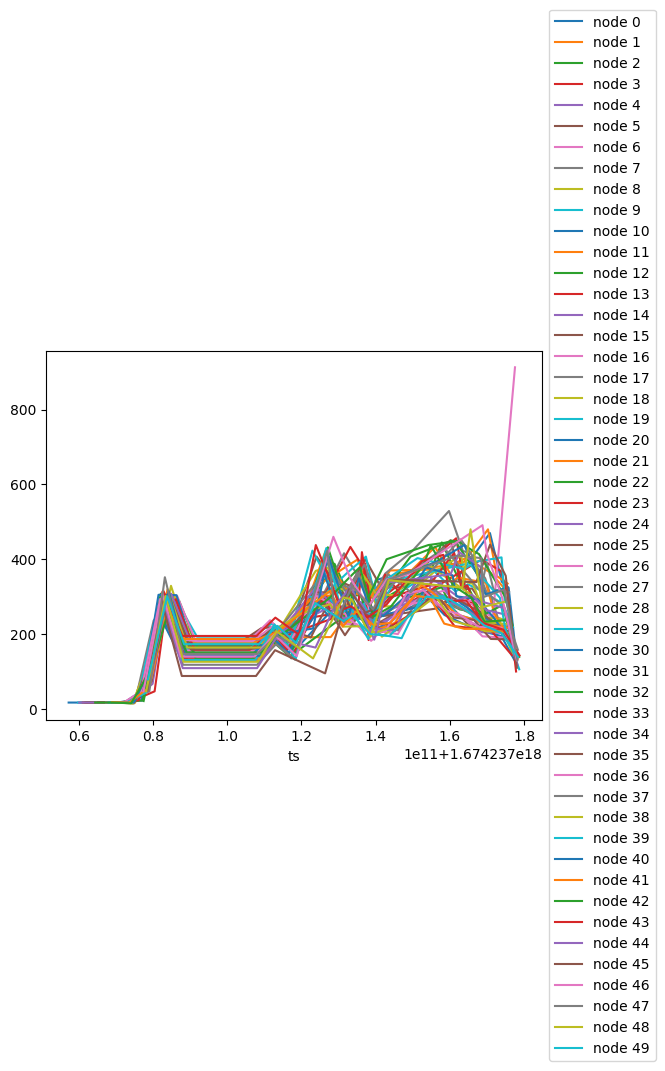 800
600
400
200
0
0.6 0.8 1.0 1.2 1.4 1.6 1.8
ts
1e11+1.674237e18
node 0
node 1
node 2
node 3
node 4
node 5
node 6
node 7
node 8
node 9
node 10
node 11
node 12
node 13
node 14
node 15
node 16
node 17
node 18
node 19
node 20
node 21
node 22
node 23
node 24
node 25
node 26
node 27
node 28
node 29
node 30
node 31
node 32
node 33
node 34
node 35
node 36
node 37
node 38
node 39
node 40
node 41
node 42
node 43
node 44
node 45
node 46
node 47
node 48
node 49